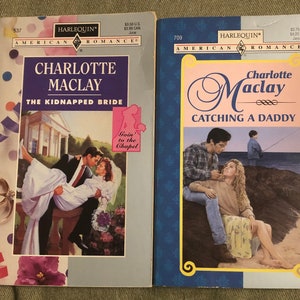 HARLEQUIN®
AMERICAN ROMANCE
CHARLOTTE
MACLAY
THE KIDNAPPED BRIDE
Goin' to
the Chapel
709
HARLEQUIN®
AMERICAN ROMANCE
Charlotte
Maclay
CATCHING A DADDY